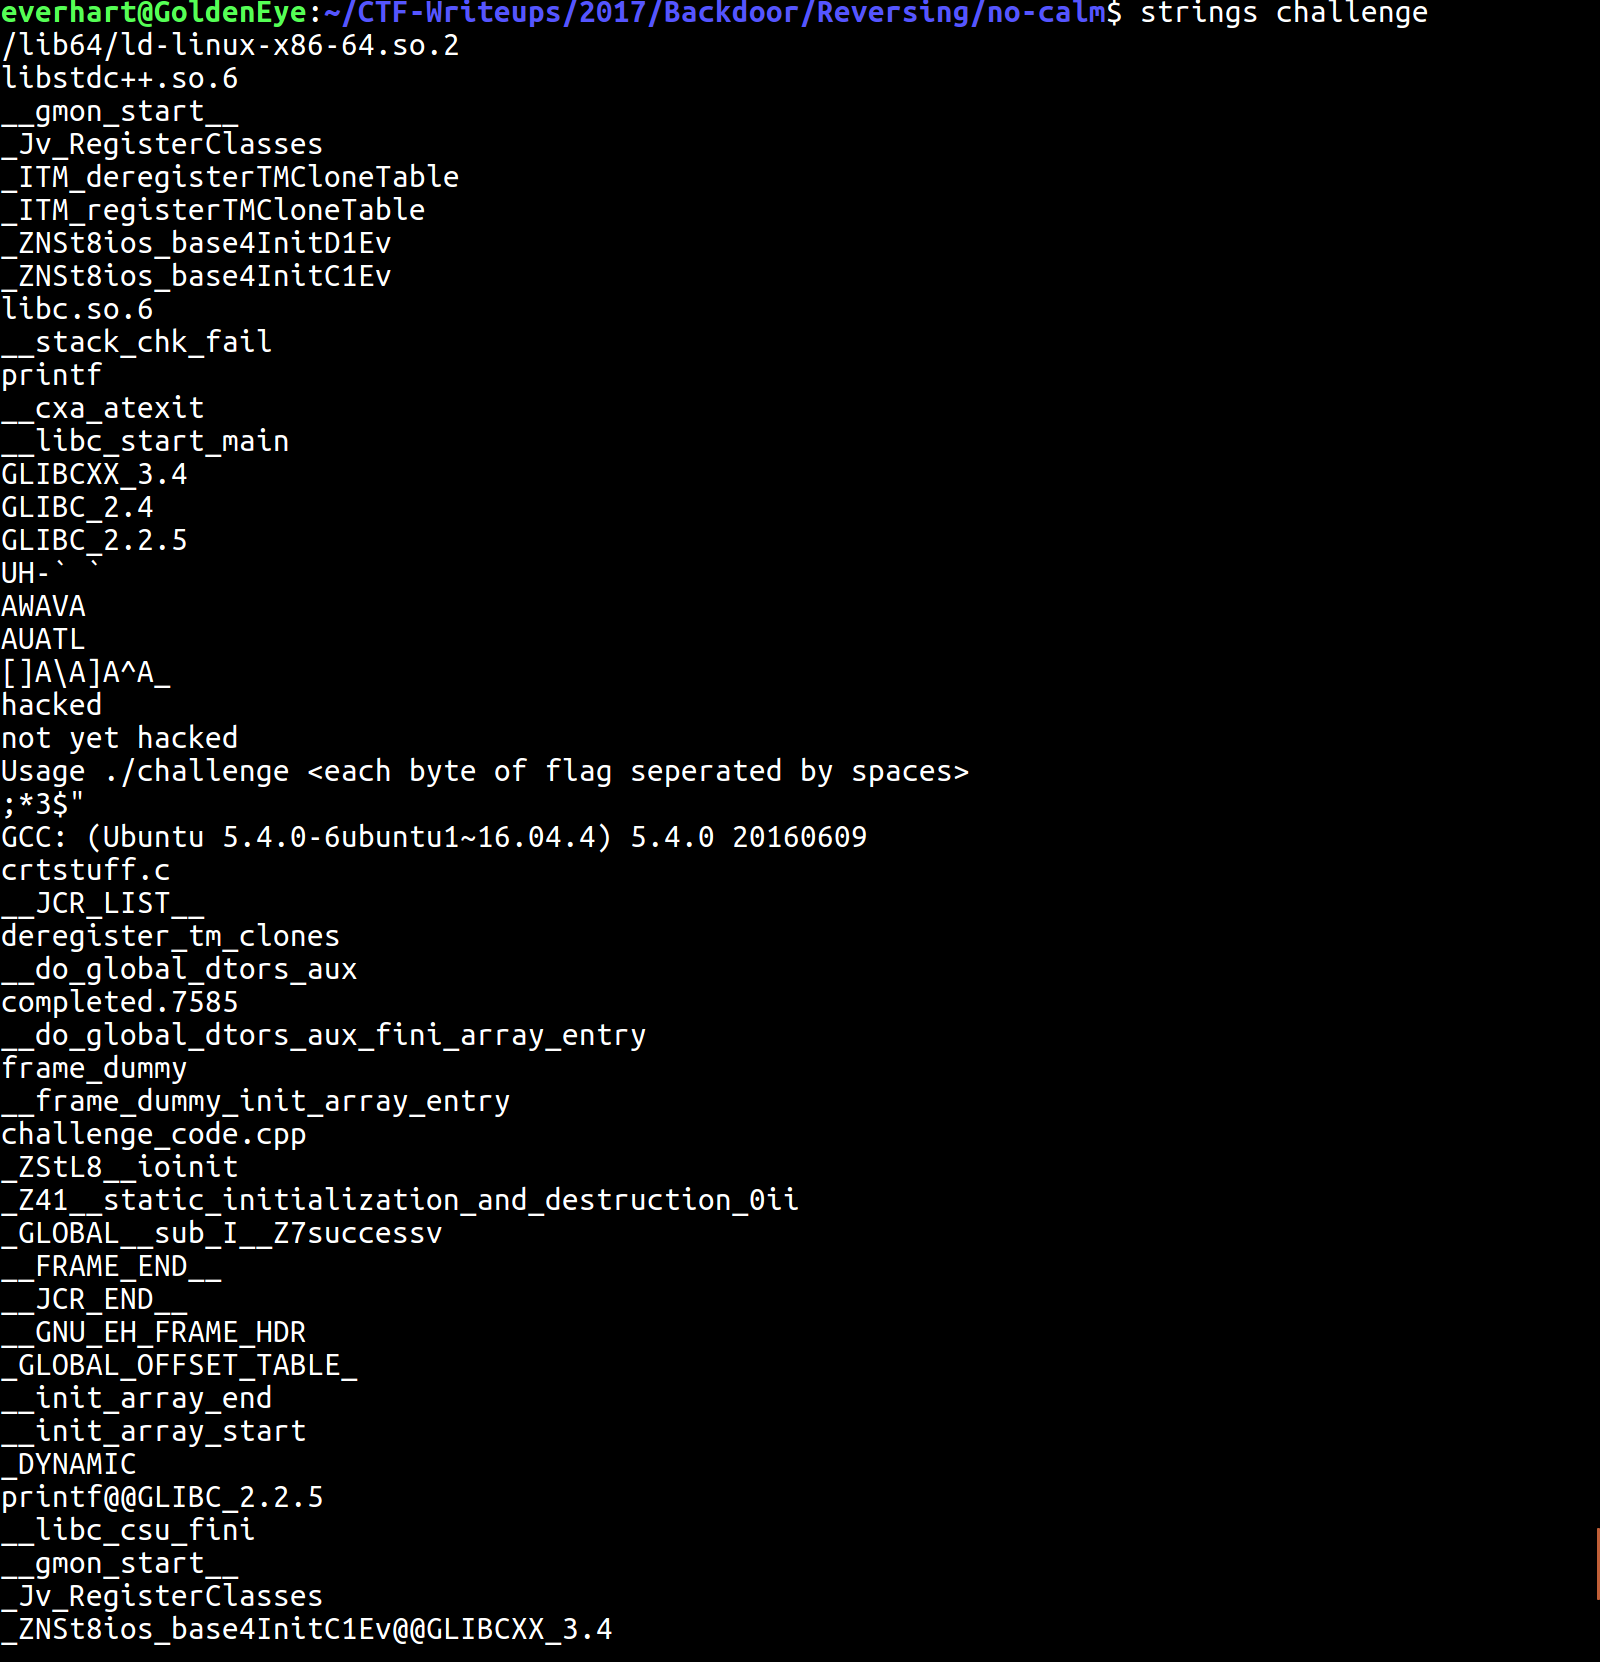 everhart@GoldenEye:~/CTF-Writeups/2017/Backdoor/Reversing/no-calm$ strings challenge
/lib64/ld-linux-x86-64.so.2
libstdc++.so.6
__gmon_start__
_Jv_RegisterClasses
_ITM_deregisterTMCloneTable
_ITM_registerTMCloneTable
_ZNSt8ios_base4InitD1Ev
_ZNSt8ios_base4InitC1Ev
libc.so.6
__stack_chk_fail
printf
__cxa_atexit
__libc_start_main
GLIBCXX_3.4
GLIBC_2.4
GLIBC_2.2.5
UH-` `
AWAVA
AUATL
[]A\A]A^A_
hacked
not yet hacked
Usage ./challenge <each byte of flag seperated by spaces>
;*3$"
GCC: (Ubuntu 5.4.0-6ubuntu1~16.04.4) 5.4.0 20160609
crtstuff.c
__JCR_LIST__
deregister_tm_clones
__do_global_dtors_aux
completed.7585
__do_global_dtors_aux_fini_array_entry
frame_dummy
__frame_dummy_init_array_entry
challenge_code.cpp
_ZStL8__ioinit
_Z41__static_initialization_and_destruction_0ii
_GLOBAL__sub_I__Z7successv
__FRAME_END__
__JCR_END__
__GNU_EH_FRAME_HDR
_GLOBAL_OFFSET_TABLE_
__init_array_end
__init_array_start
_DYNAMIC
printf@@GLIBC_2.2.5
__libc_csu_fini
__gmon_start__
_Jv_RegisterClasses
_ZNSt8ios_base4InitC1Ev@@GLIBCXX_3.4